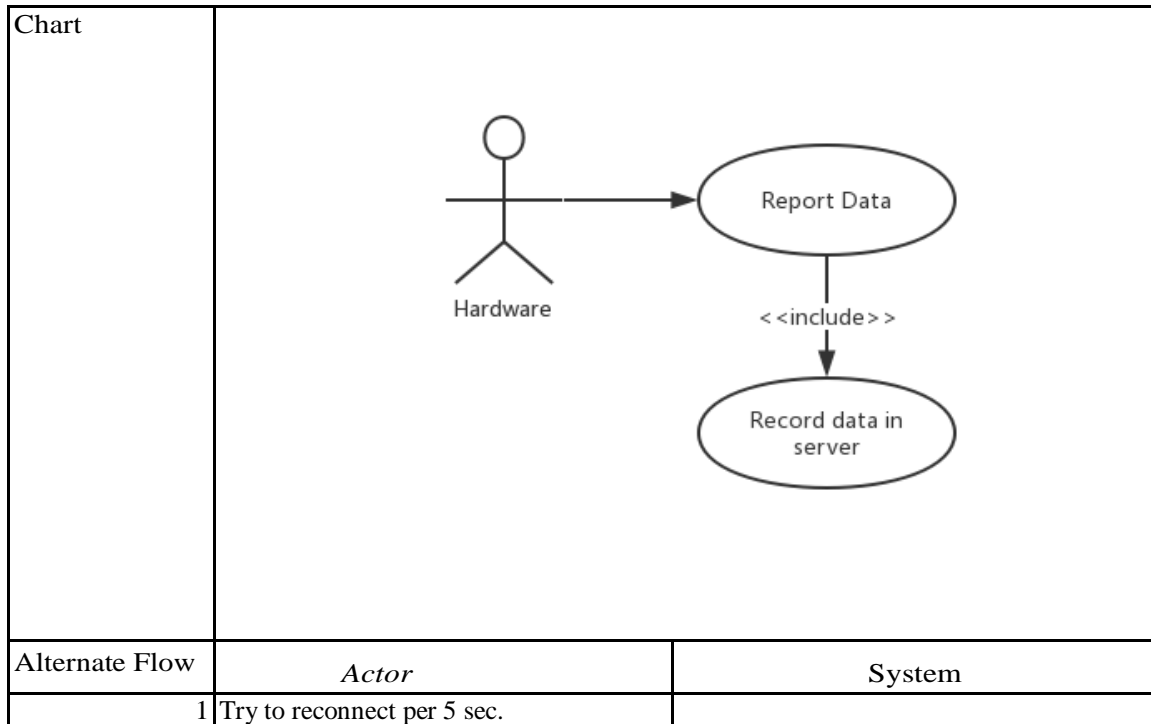 Chart
Report Data
Hardware
<<include>>
Record data in
server
Alternate Flow
Actor
System
1 Try to reconnect per 5 sec.